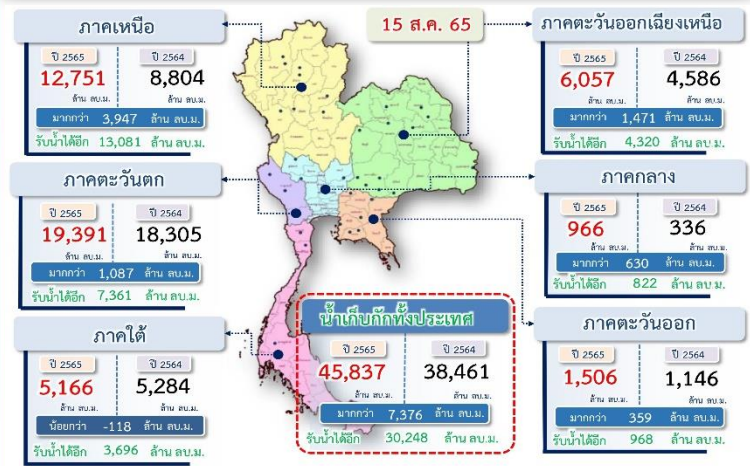 ภาคเหนือ
ปี 2565 ปี 2564
12,751 8,804
ล้าน ลบ.ม. ล้าน ลบ.ม.
มากกว่า 3,947 ล้าน ลบ.ม.
รับน้ำได้อีก 13,081 ล้าน ลบ.ม.
15 ส.ค. 65
ภาคตะวันออกเฉียงเหนือ
ปี 2565 ปี 2564
6,057 4,586
ล้าน ลบ.ม. ล้าน ลบ.ม.
มากกว่า 1,471 ล้าน ลบ.ม.
รับน้ำได้อีก 4,320 ล้าน ลบ.ม.
ภาคตะวันตก
ปี 2565 ปี 2564
19,391 18,305
ล้าน ลบ.ม. ล้าน ลบ.ม.
มากกว่า 1,087 ล้าน ลบ.ม.
รับน้ำได้อีก 7,361 ล้าน ลบ.ม.
ภาคกลาง
ปี 2565 ปี 2564
966 336
ล้าน ลบ.ม. ล้าน ลบ.ม.
มากกว่า 630 ล้าน ลบ.ม.
รับน้ำได้อีก 822 ล้าน ลบ.ม.
ภาคใต้
ปี 2565 ปี 2564
5,166 5,284
ล้าน ลบ.ม. ล้าน ลบ.ม.
น้อยกว่า -118 ล้าน ลบ.ม.
รับน้ำได้อีก 3,696 ล้าน ลบ.ม.
น้ำเก็บกักทั้งประเทศ
ปี 2565 ปี 2564
45,837 38,461
ล้าน ลบ.ม. ล้าน ลบ.ม.
มากกว่า 7,376 ล้าน ลบ.ม.
รับน้ำได้อีก 30,248 ล้าน ลบ.ม.
ภาคตะวันออก
ปี 2565 ปี 2564
1,506 1,146
ล้าน ลบ.ม. ล้าน ลบ.ม.
มากกว่า 359 ล้าน ลบ.ม.
รับน้ำได้อีก 968 ล้าน ลบ.ม.